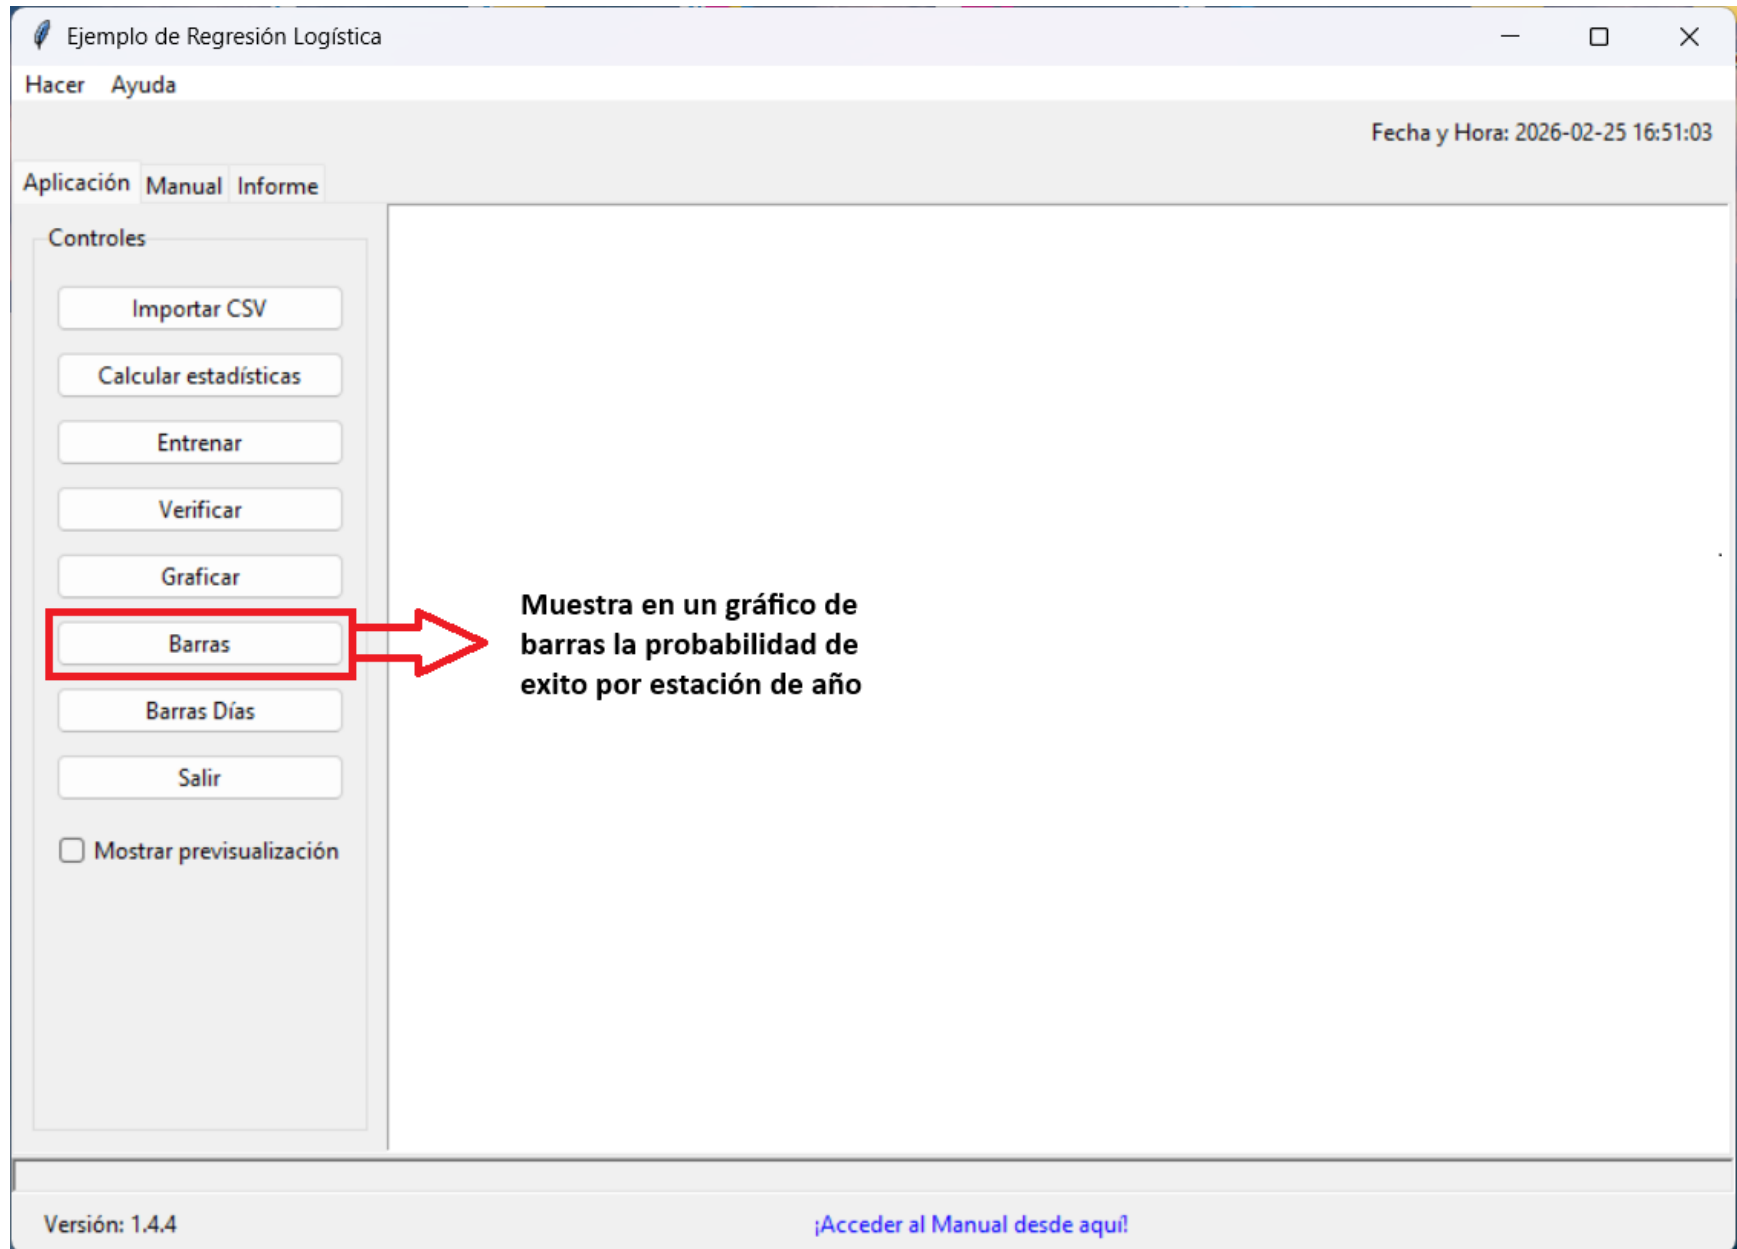 Ejemplo de Regresión Logística
Hacer Ayuda
Fecha y Hora: 2026-02-25 16:51:03
Aplicación Manual Informe
Controles
Importar CSV
Calcular estadísticas
Entrenar
Verificar
Graficar
Barras
Muestra en un gráfico de
barras la probabilidad de
exito por estación de año
Barras Días
Salir
Mostrar previsualización
Versión: 1.4.4
¡Acceder al Manual desde aquí!